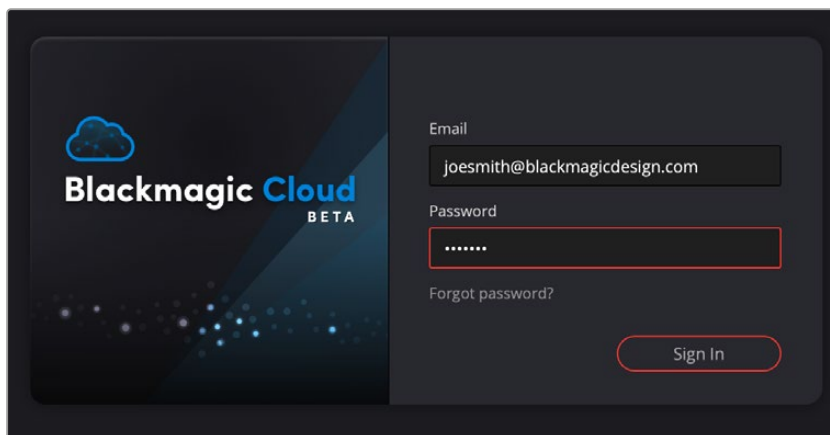 Blackmagic Cloud
BETA
Email
joesmith@blackmagicdesign.com
Password
•••••••
Forgot password?
Sign In